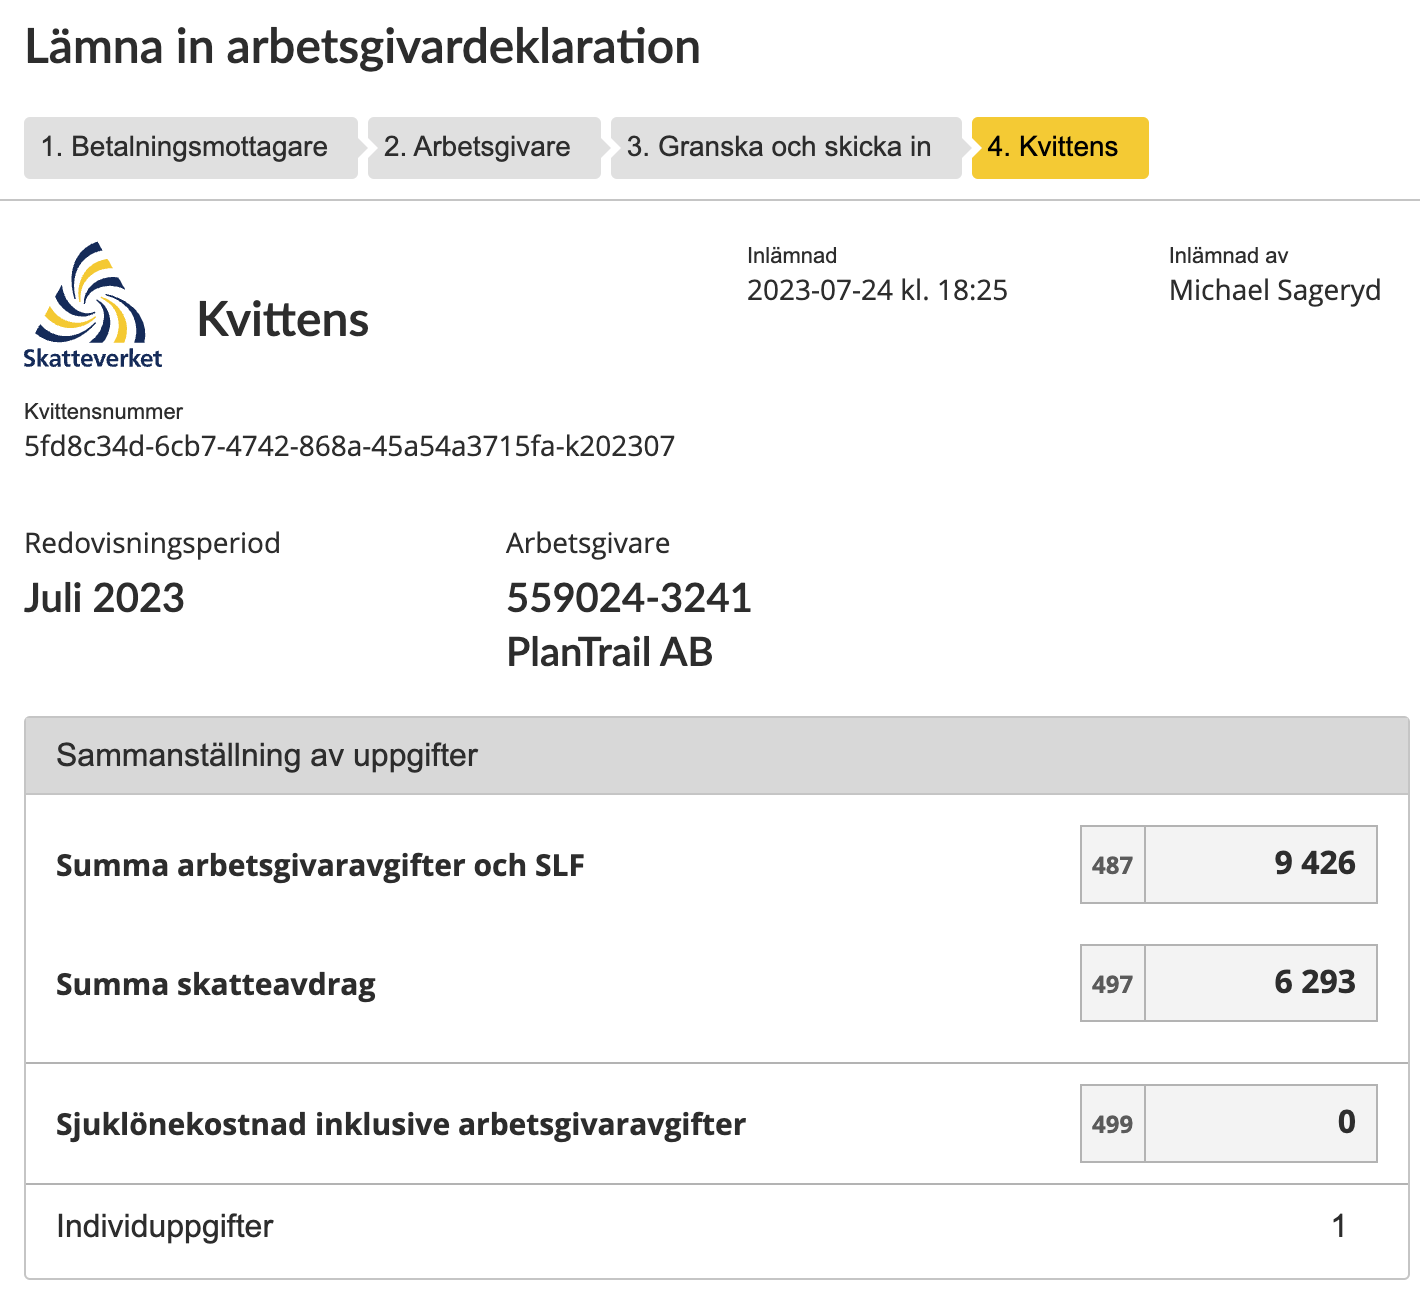 Lämna in arbetsgivardeklaration
1. Betalningsmottagare
2. Arbetsgivare
3. Granska och skicka in
4. Kvittens
Skatteverket
Kvittens
Inlämnad
2023-07-24 kl. 18:25
Inlämnad av
Michael Sageryd
Kvittensnummer
5fd8c34d-6cb7-4742-868a-45a54a3715fa-k202307
Redovisningsperiod
Juli 2023
Arbetsgivare
559024-3241
PlanTrail AB
Sammanställning av uppgifter
Summa arbetsgivaravgifter och SLF 487 9 426
Summa skatteavdrag 497 6 293
Sjuklönekostnad inklusive arbetsgivaravgifter 499 0
Individuppgifter 1